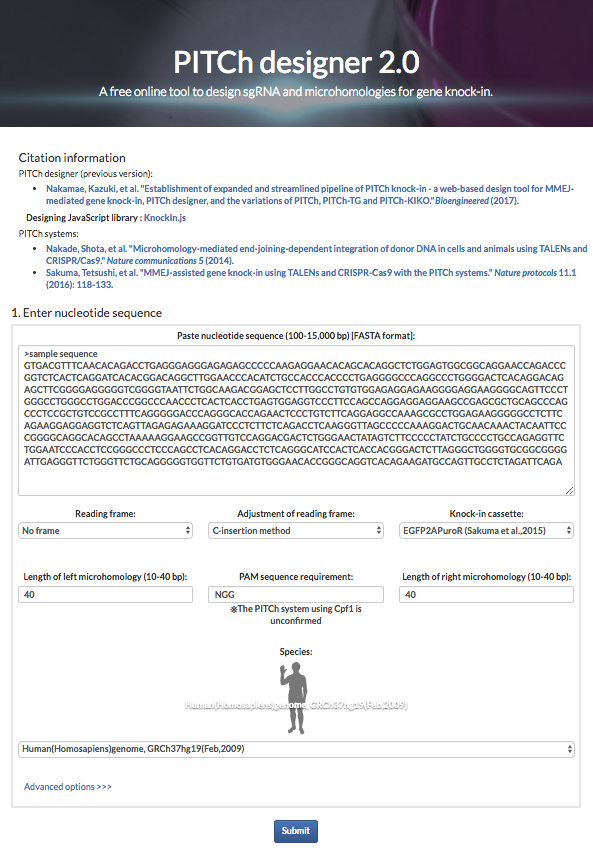 PITCh designer 2.0
A free online tool to design sgRNA and microhomologies for gene knock-in.
Citation information
PITCh designer (previous version):
• Nakamae, Kazuki, et al. "Establishment of expanded and streamlined pipeline of PITCh knock-in - a web-based design tool for MMEJ-
mediated gene knock-in, PITCh designer, and the variations of PITCh, PITCh-TG and PITCh-KIKO." Bioengineered (2017).
Designing JavaScript library : KnockIn.js
PITCh systems:
• Nakade, Shota, et al. "Microhomology-mediated end-joining-dependent integration of donor DNA in cells and animals using TALENs and
CRISPR/Cas9." Nature communications 5 (2014).
• Sakuma, Tetsushi, et al. "MMEJ-assisted gene knock-in using TALENs and CRISPR-Cas9 with the PITCh systems." Nature protocols 11.1
(2016): 118-133.
1. Enter nucleotide sequence
Paste nucleotide sequence (100-15,000 bp) [FASTA format]:
>sample sequence
GTGACGTTTCAACACAGACCTGAGGGAGGGAGAGAGCCCCCAAGAGGAACACAGCACAGGCTCTGGAGTGGCGGCAGGAACCAGACCC
GGTCTCACTCAGGATCACACGGACAGGCTTGGAACCCACATCTGCCACCCACCCCTGAGGGGCCCAGGCCCTGGGGACTCACAGGACAG
AGCTTCGGGGAGGGGGTCGGGGTAATTCTGGCAAGACGGAGCTCCTTGGCCTGTGTGGAGAGGAGAAGGGGAGGAAGGGGCAGTTCCCT
GGGCCTGGGCCTGGACCCGGCCCAACCCTCACTCACCTGAGTGGAGGTCCCTTCCAGCCAGGAGGAGGAAGCCGAGCGCTGCAGCCCAG
CCCTCCGCTGTCCGCCTTTCAGGGGGACCCAGGGCACCAGAACTCCCTGTCTTCAGGAGGCCAAAGCGCCTGGAGAAGGGGGCCTCTTC
AGAAGGAGGAGGTCTCAGTTAGAGAGAAAGGATCCCTCTTCTCAGACCTCAAGGGTAGCCCCCAAAGGACTGCAACAAACTACAATTCC
CCGGGGCAGGCACAGCCTAAAAAGGAAGCCGGTTGTCCAGGACGACTCTGGGAACTATAGTCTTCCCCCTATCTGCCCCTGCCAGAGGTTC
TGGAATCCCACCTCCGGGCCCTCCCAGCCTCACAGGACCTCTCAGGGCATCCACTCACCACGGGACTCTTAGGGCTGGGGTGCGGCGGGG
ATTGAGGGTTCTGGGTTCTGCAGGGGGTGGTTCTGTGATGTGGGAACACCCGGGCAGGTCACAGAAGATGCCAGTTGCCTCTAGATTCAGA
Reading frame: Adjustment of reading frame: Knock-in cassette:
No frame C-insertion method EGFP2APuroR (Sakuma et al.,2015)
Length of left microhomology (10-40 bp): PAM sequence requirement: Length of right microhomology (10-40 bp):
40 NGG 40
※The PITCh system using Cpf1 is
unconfirmed
Species:
Human(Homosapiens)genome, GRCh37hg19(Feb,2009)
Human(Homosapiens)genome, GRCh37hg19(Feb,2009)
Advanced options >>>
Submit